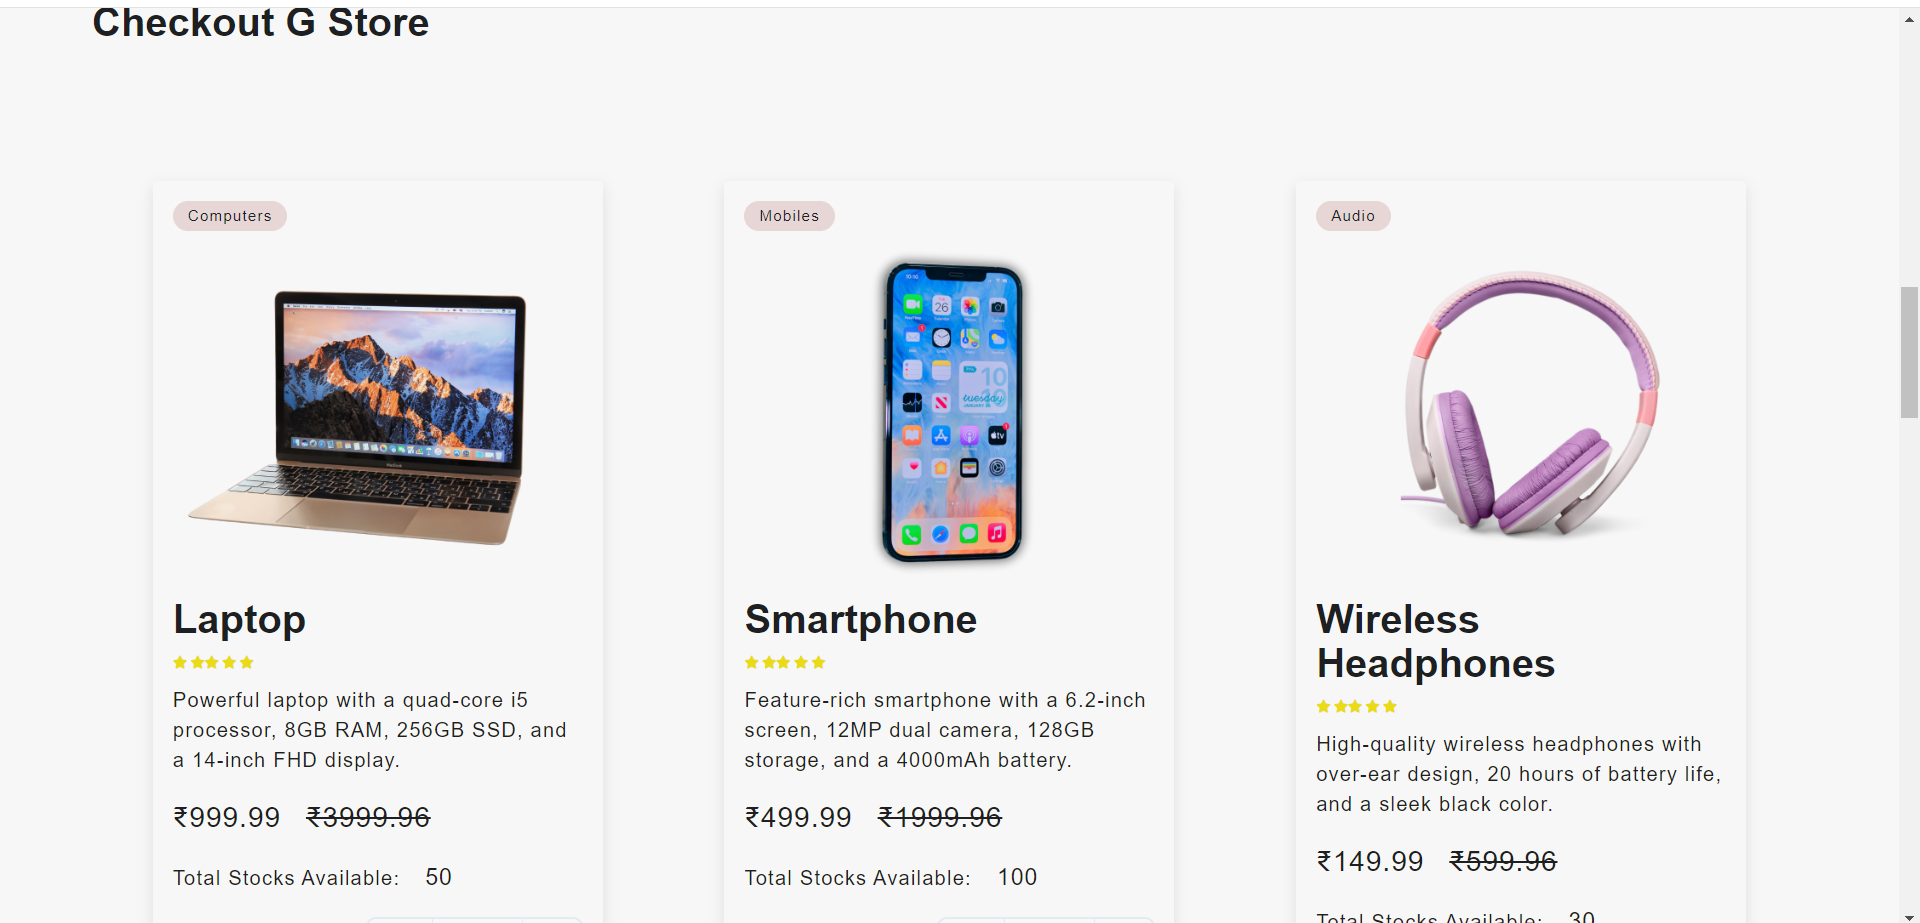 Checkout G Store
Computers
Laptop
Powerful laptop with a quad-core i5
processor, 8GB RAM, 256GB SSD, and
a 14-inch FHD display.
₹999.99 ₹3999.96
Total Stocks Available: 50
Mobiles
26
10
tuesday
tv
Smartphone
Feature-rich smartphone with a 6.2-inch
screen, 12MP dual camera, 128GB
storage, and a 4000mAh battery.
₹499.99 ₹1999.96
Total Stocks Available: 100
Audio
Wireless
Headphones
High-quality wireless headphones with
over-ear design, 20 hours of battery life,
and a sleek black color.
₹149.99 ₹599.96
Total Stocks Available: 30